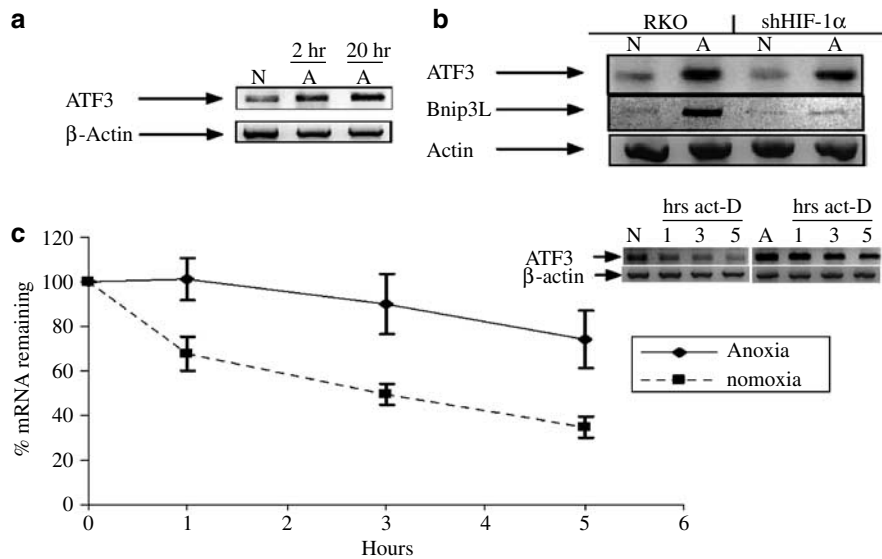 a
2 hr 20 hr
N A A
ATF3
β-Actin
b
RKO shHIF-1α
N A N A
ATF3
Bnip3L
Actin
c
hrs act-D hrs act-D
N 1 3 5 A 1 3 5
ATF3
β-actin
% mRNA remaining
120
100
80
60
40
20
0
0 1 2 3 4 5 6
Hours
Anoxia
nomoxia